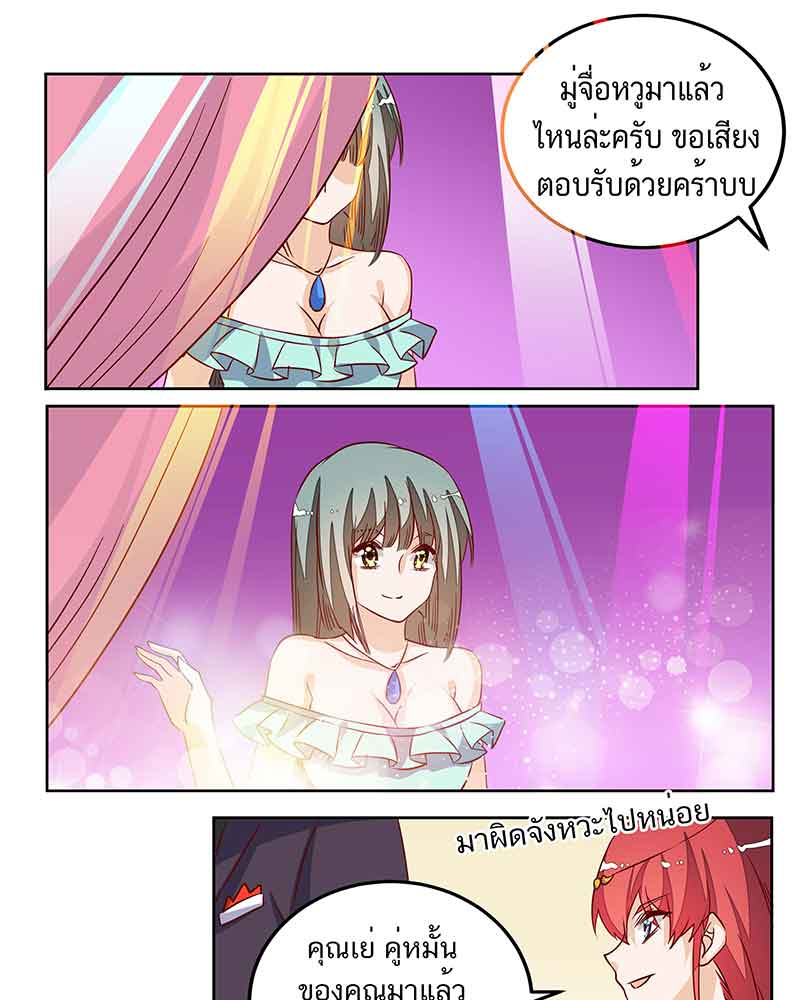 มู่จื่อหวูมาแล้ว
ไหนล่ะครับ ขอเสียง
ตอบรับด้วยคร้าบบ
มาผิดจังหวะไปหน่อย
คุณเย่ คู่หมั้น
ของคุณมาแล้ว